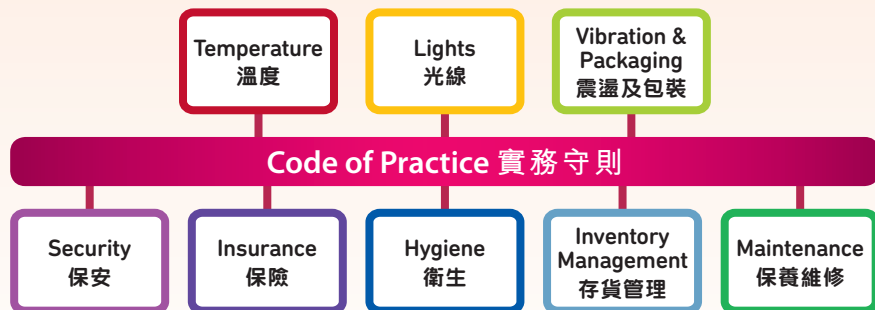 Temperature
溫度
Lights
光線
Vibration &
Packaging
震盪及包裝
Code of Practice 實務守則
Security
保安
Insurance
保險
Hygiene
衛生
Inventory
Management
存貨管理
Maintenance
保養維修